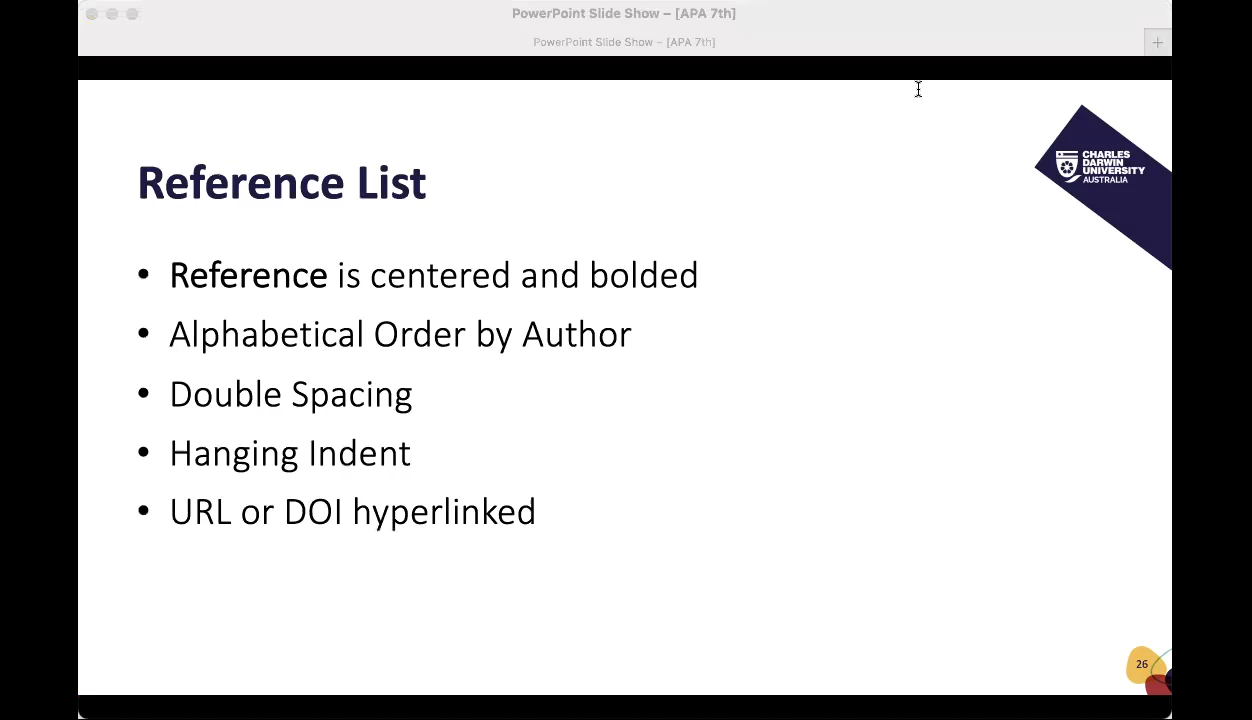 PowerPoint Slide Show – [APA 7th]
PowerPoint Slide Show – [APA 7th]
+
CHARLES
DARWIN
UNIVERSITY
AUSTRALIA
Reference List
• Reference is centered and bolded
• Alphabetical Order by Author
• Double Spacing
• Hanging Indent
• URL or DOI hyperlinked
26